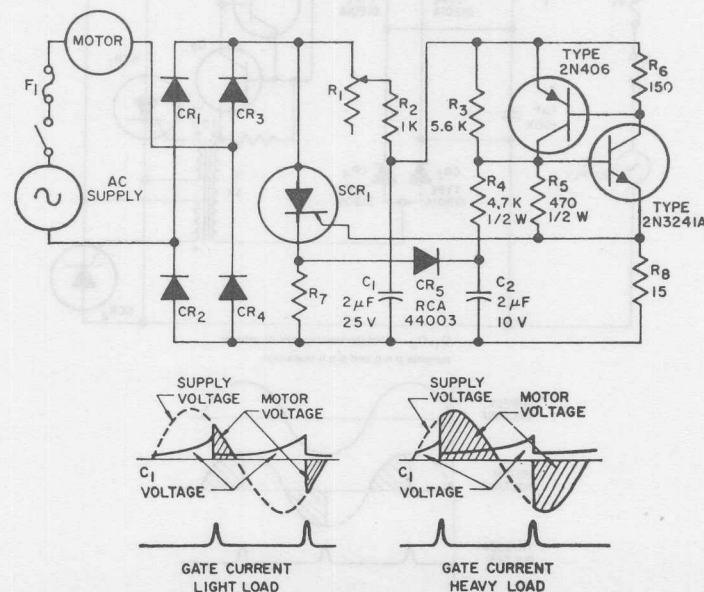 MOTOR
F1
AC
SUPPLY
CR1
CR3
CR2
CR4
SCR1
R7
R1
R2
1K
R3
5.6 K
R4
4.7 K
1/2 W
R5
470
1/2 W
TYPE
2N406
R6
150
TYPE
2N3241A
R8
15
C1
2µF
25 V
CR5
RCA
44003
C2
2µF
10 V
SUPPLY
VOLTAGE
MOTOR
VOLTAGE
C1
VOLTAGE
GATE CURRENT
LIGHT LOAD
SUPPLY
VOLTAGE
MOTOR
VOLTAGE
C1
VOLTAGE
GATE CURRENT
HEAVY LOAD